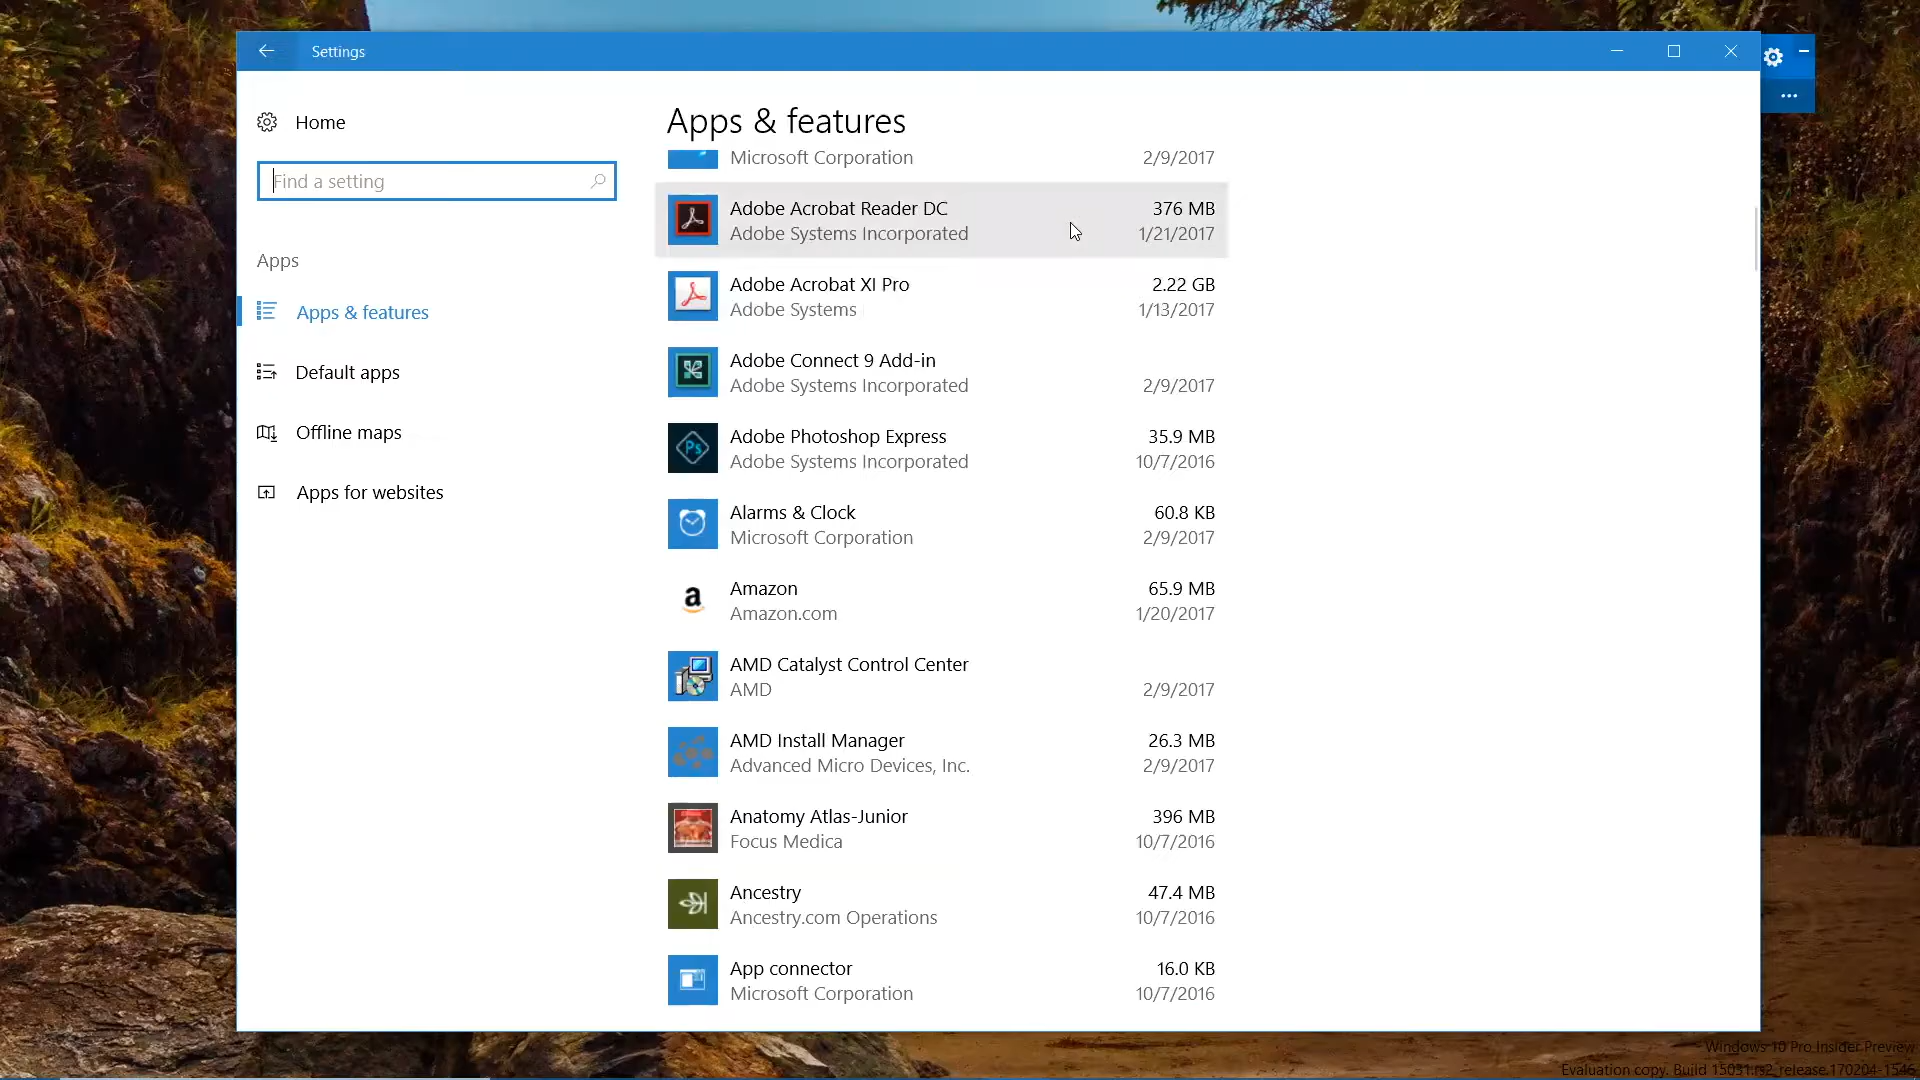 Settings
Home
Find a setting
Apps
Apps & features
Default apps
Offline maps
Apps for websites
Apps & features
Microsoft Corporation 2/9/2017
Adobe Acrobat Reader DC 376 MB
Adobe Systems Incorporated 1/21/2017
Adobe Acrobat XI Pro 2.22 GB
Adobe Systems 1/13/2017
Adobe Connect 9 Add-in
Adobe Systems Incorporated 2/9/2017
Ps
Adobe Photoshop Express 35.9 MB
Adobe Systems Incorporated 10/7/2016
Alarms & Clock 60.8 KB
Microsoft Corporation 2/9/2017
a
Amazon 65.9 MB
Amazon.com 1/20/2017
AMD Catalyst Control Center
AMD 2/9/2017
AMD Install Manager 26.3 MB
Advanced Micro Devices, Inc. 2/9/2017
Anatomy Atlas-Junior 396 MB
Focus Medica 10/7/2016
Ancestry 47.4 MB
Ancestry.com Operations 10/7/2016
App connector 16.0 KB
Microsoft Corporation 10/7/2016
Windows 10 Pro Insider Preview
Evaluation copy. Build 15031.rs2_release.170204-1546